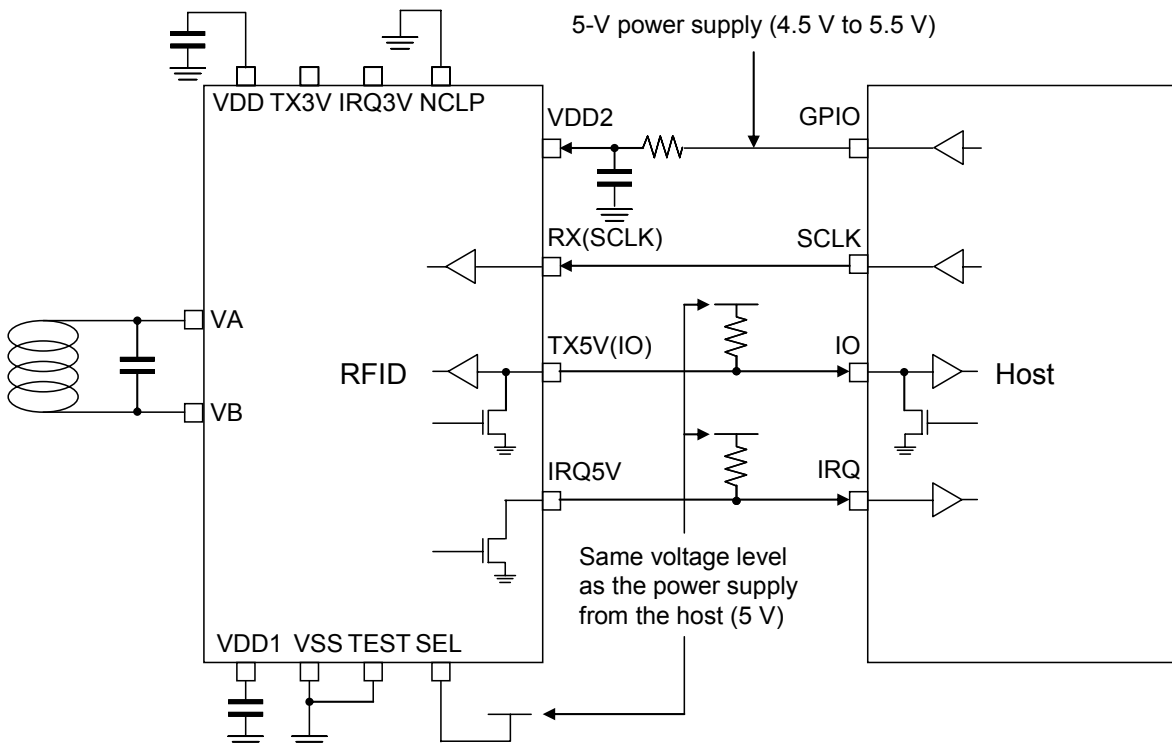 5-V power supply (4.5 V to 5.5 V)
VDD TX3V IRQ3V NCLP
VDD2
GPIO
RX(SCLK)
SCLK
VA
TX5V(IO)
IO
RFID
Host
VB
IRQ5V
IRQ
Same voltage level
as the power supply
from the host (5 V)
VDD1 VSS TEST SEL